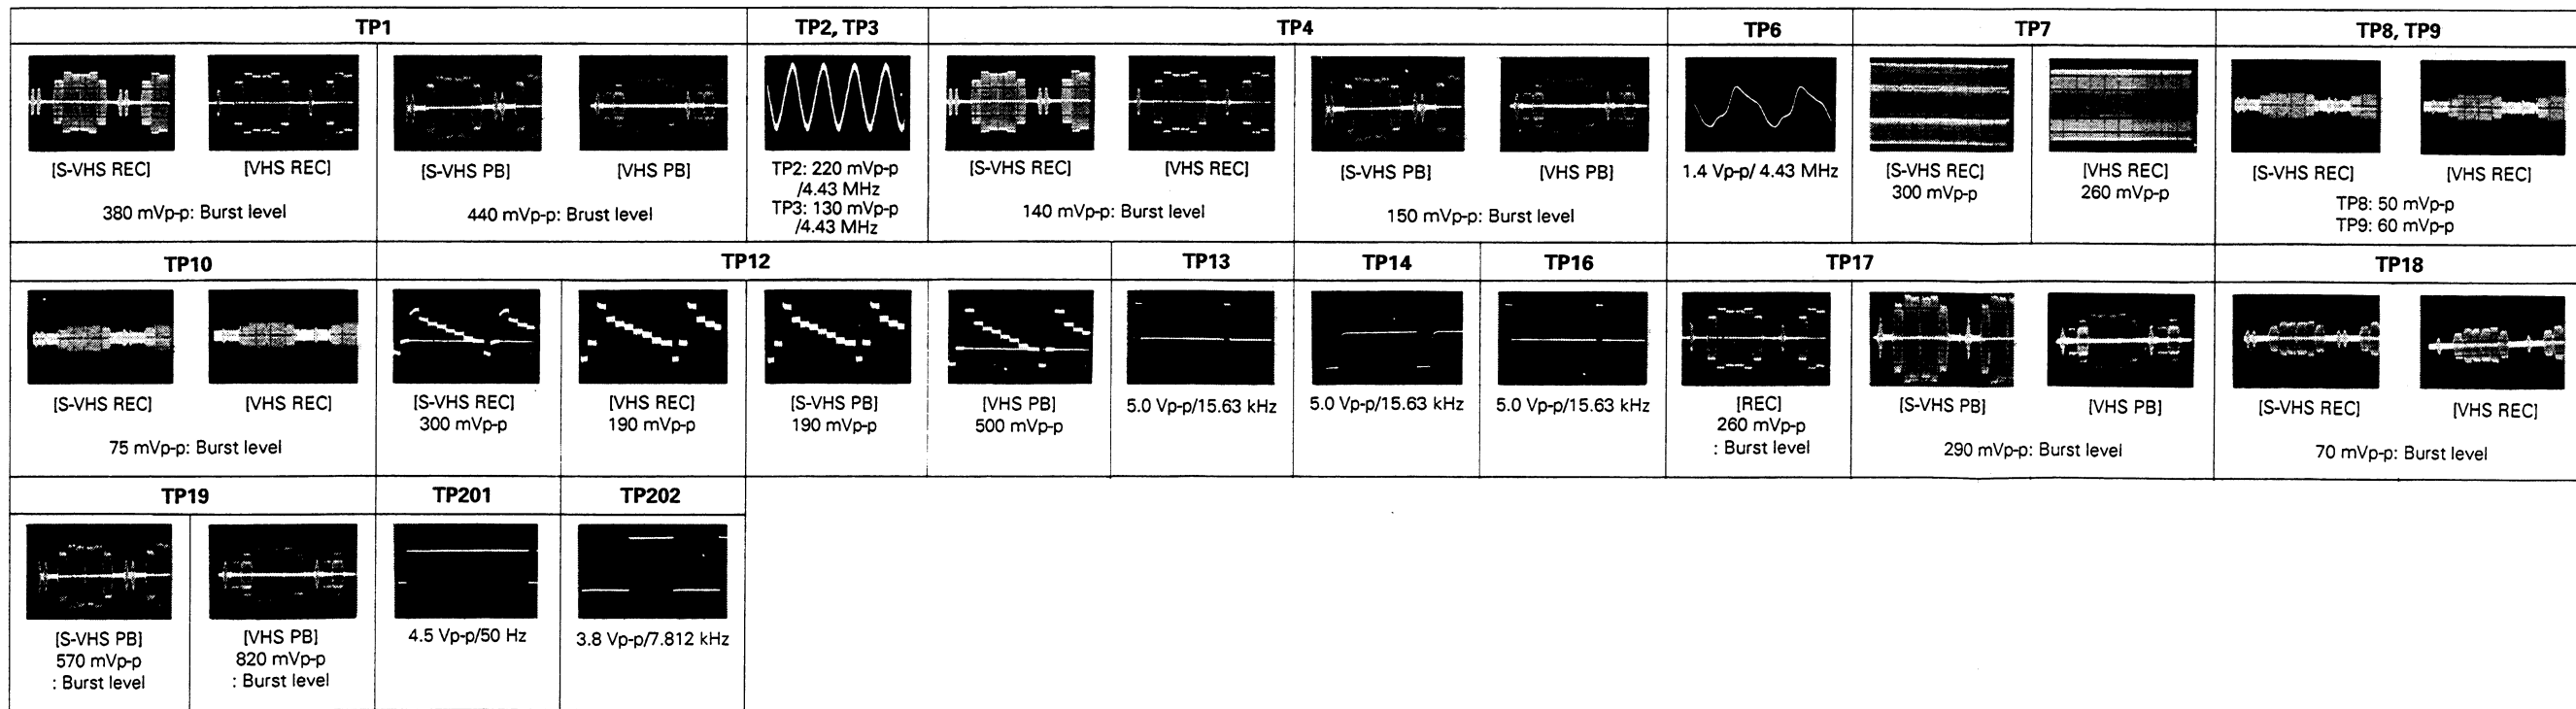 TP1
TP2, TP3
TP4
TP6
TP7
TP8, TP9
[S-VHS REC]
[VHS REC]
380 mVp-p: Burst level
[S-VHS PB]
[VHS PB]
440 mVp-p: Brust level
TP2: 220 mVp-p
/4.43 MHz
TP3: 130 mVp-p
/4.43 MHz
[S-VHS REC]
[VHS REC]
140 mVp-p: Burst level
[S-VHS PB]
[VHS PB]
150 mVp-p: Burst level
1.4 Vp-p/ 4.43 MHz
[S-VHS REC]
300 mVp-p
[VHS REC]
260 mVp-p
[S-VHS REC]
[VHS REC]
TP8: 50 mVp-p
TP9: 60 mVp-p
TP10
TP12
TP13
TP14
TP16
TP17
TP18
[S-VHS REC]
[VHS REC]
75 mVp-p: Burst level
[S-VHS REC]
300 mVp-p
[VHS REC]
190 mVp-p
[S-VHS PB]
190 mVp-p
[VHS PB]
500 mVp-p
5.0 Vp-p/15.63 kHz
5.0 Vp-p/15.63 kHz
5.0 Vp-p/15.63 kHz
[REC]
260 mVp-p
: Burst level
[S-VHS PB]
[VHS PB]
290 mVp-p: Burst level
[S-VHS REC]
[VHS REC]
70 mVp-p: Burst level
TP19
TP201
TP202
[S-VHS PB]
570 mVp-p
: Burst level
[VHS PB]
820 mVp-p
: Burst level
4.5 Vp-p/50 Hz
3.8 Vp-p/7.812 kHz